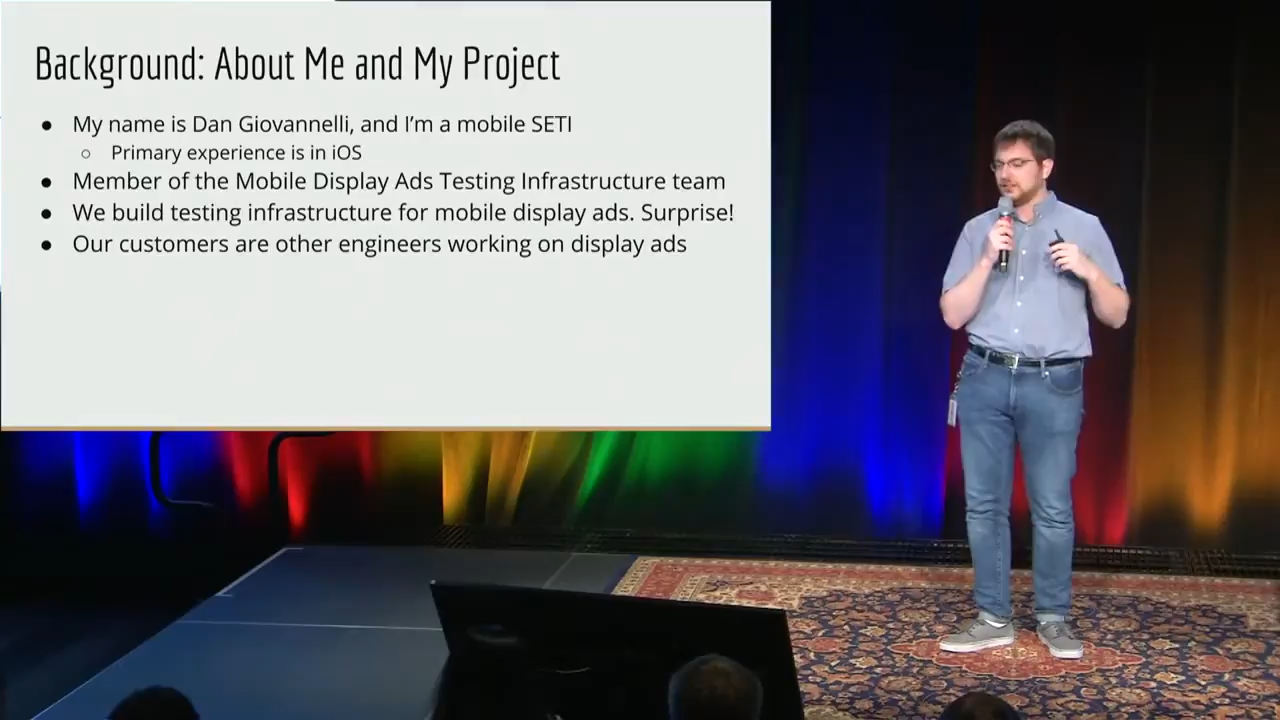 Background: About Me and My Project
● My name is Dan Giovannelli, and I'm a mobile SETI
○ Primary experience is in iOS
● Member of the Mobile Display Ads Testing Infrastructure team
● We build testing infrastructure for mobile display ads. Surprise!
● Our customers are other engineers working on display ads